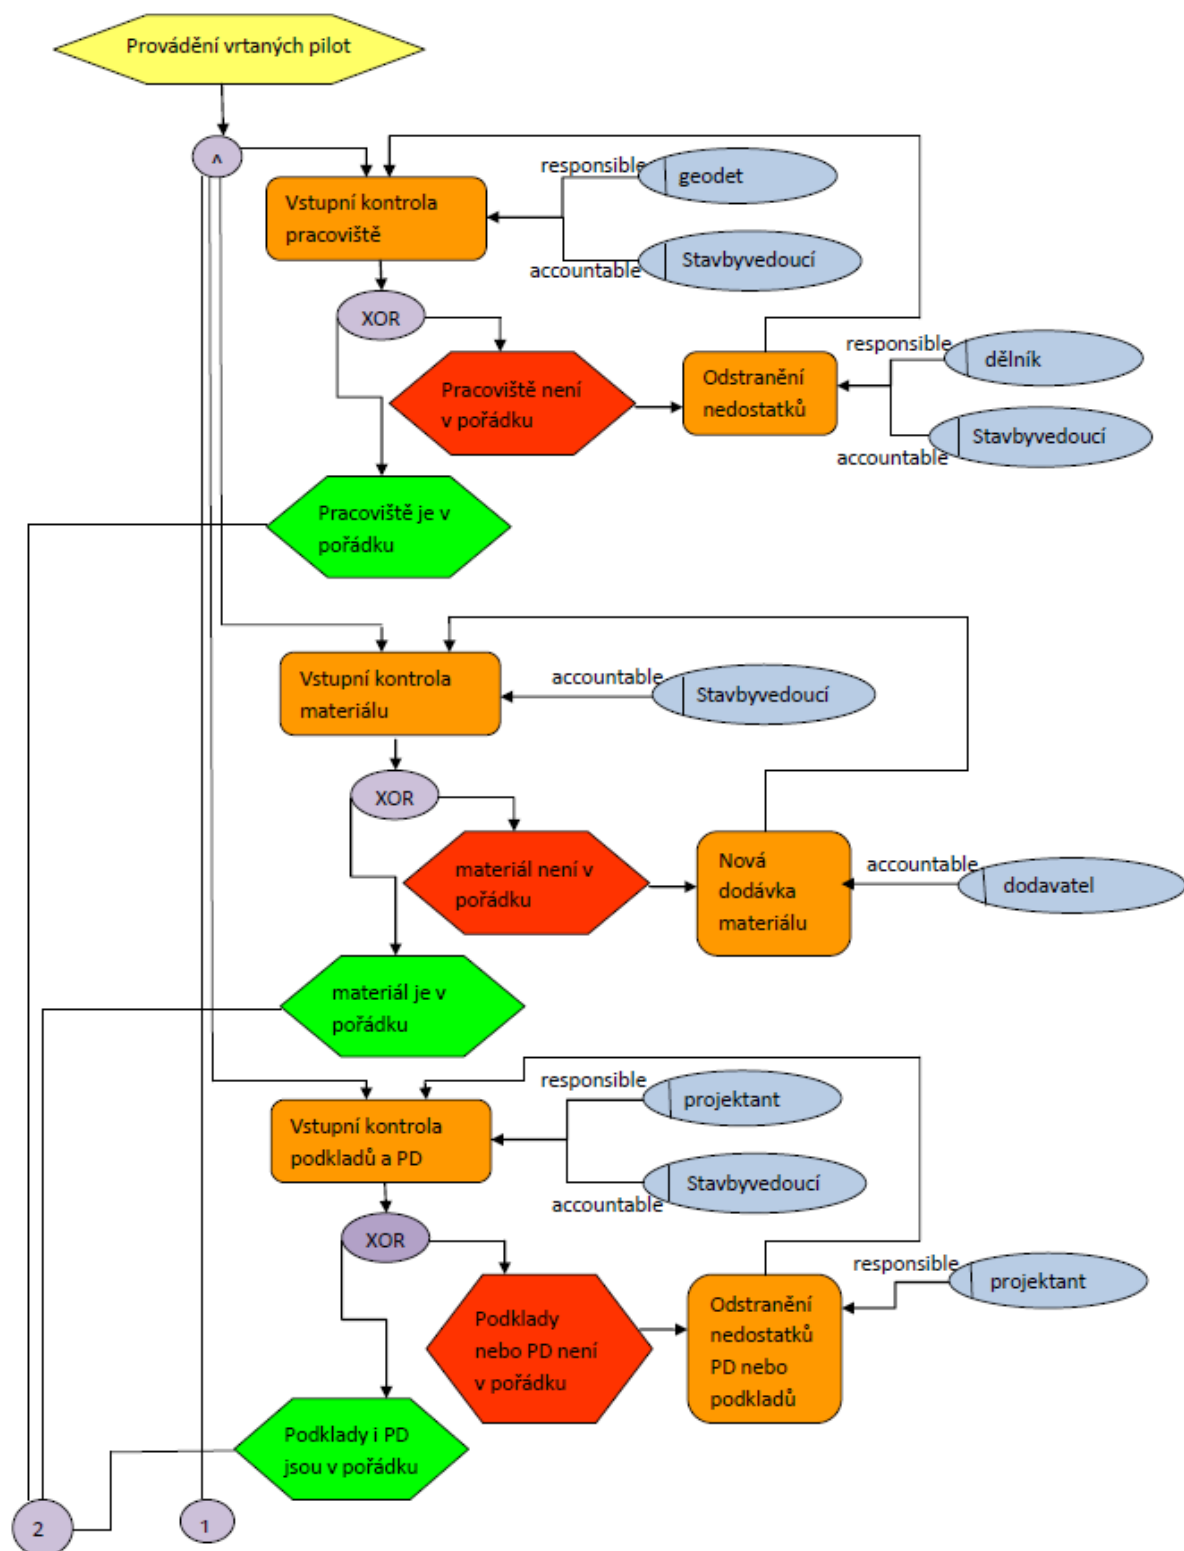 Provádění vrtaných pilot
ʌ
responsible
geodet
Vstupní kontrola
pracoviště
Stavbyvedoucí
accountable
XOR
responsible
dělník
Pracoviště není
v pořádku
Odstranění
nedostatků
Stavbyvedoucí
accountable
Pracoviště je v
pořádku
Vstupní kontrola
materiálu
accountable
Stavbyvedoucí
XOR
materiál není v
pořádku
Nová
dodávka
materiálu
accountable
dodavatel
materiál je v
pořádku
responsible
projektant
Vstupní kontrola
podkladů a PD
Stavbyvedoucí
accountable
XOR
responsible
projektant
Podklady
nebo PD není
v pořádku
Odstranění
nedostatků
PD nebo
podkladů
Podklady i PD
jsou v pořádku
2
1